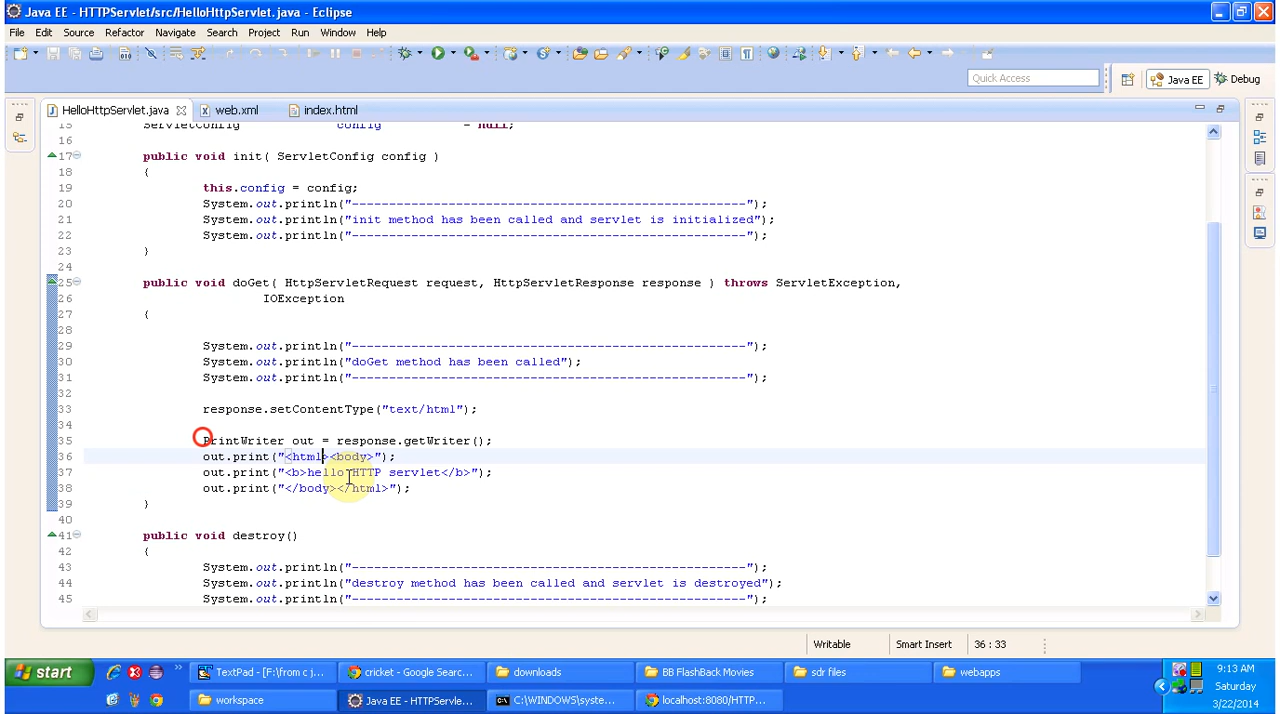 Java EE - HTTPServlet/src/HelloHttpServlet.java - Eclipse
File Edit Source Refactor Navigate Search Project Run Window Help
Quick Access Java EE Debug
HelloHttpServlet.java web.xml index.html
15 ServletConfig config = null;
16
17 public void init( ServletConfig config )
18 {
19 this.config = config;
20 System.out.println("-----------------------------------------------------");
21 System.out.println("init method has been called and servlet is initialized");
22 System.out.println("-----------------------------------------------------");
23 }
24
25 public void doGet( HttpServletRequest request, HttpServletResponse response ) throws ServletException,
26 IOException
27 {
28
29 System.out.println("-----------------------------------------------------");
30 System.out.println("doGet method has been called");
31 System.out.println("-----------------------------------------------------");
32
33 response.setContentType("text/html");
34
35 PrintWriter out = response.getWriter();
36 out.print("<html><body>");
37 out.print("<b>hello HTTP servlet</b>");
38 out.print("</body></html>");
39 }
40
41 public void destroy()
42 {
43 System.out.println("-----------------------------------------------------");
44 System.out.println("destroy method has been called and servlet is destroyed");
45 System.out.println("-----------------------------------------------------");
Writable Smart Insert 36 : 33
start TextPad - [F:\from c j... cricket - Google Searc... downloads BB FlashBack Movies sdr files webapps 9:13 AM
Saturday
workspace Java EE - HTTPServle... C:\WINDOWS\syste... localhost:8080/HTTP... 3/22/2014